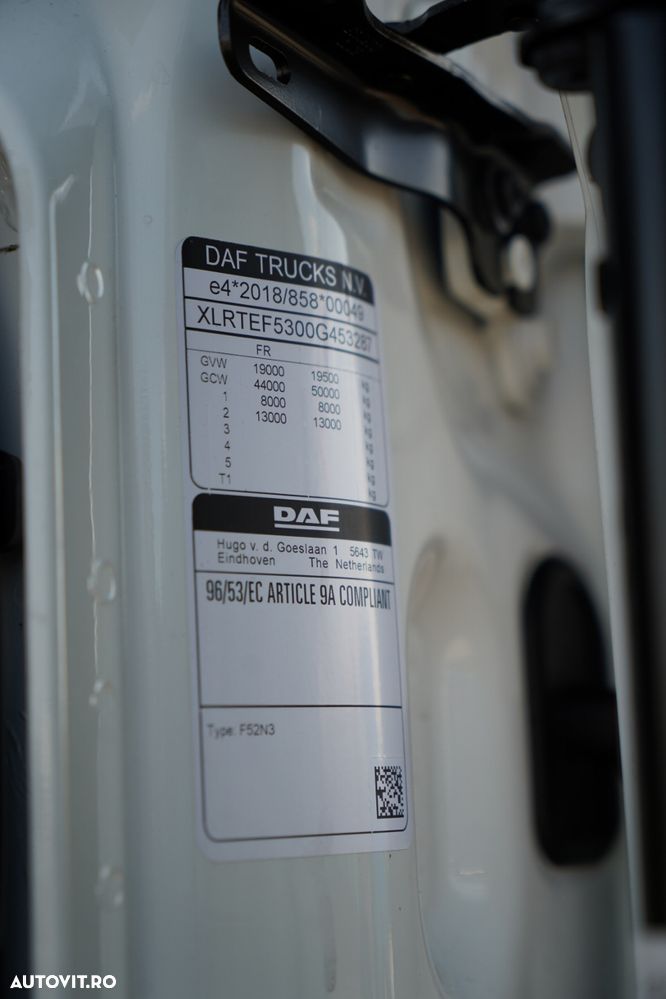 DAF TRUCKS N.V.
e4*2018/858*00049
XLRTEF5300G453287
FR
GVW 19000 19500 kg
GCW 44000 50000 kg
1 8000 8000 kg
2 13000 13000 kg
3 kg
4 kg
5 kg
T1 kg
DAF
Hugo v. d. Goeslaan 1 5643 TW
Eindhoven The Netherlands
96/53/EC ARTICLE 9A COMPLIANT
Type: F52N3
AUTOVIT.RO